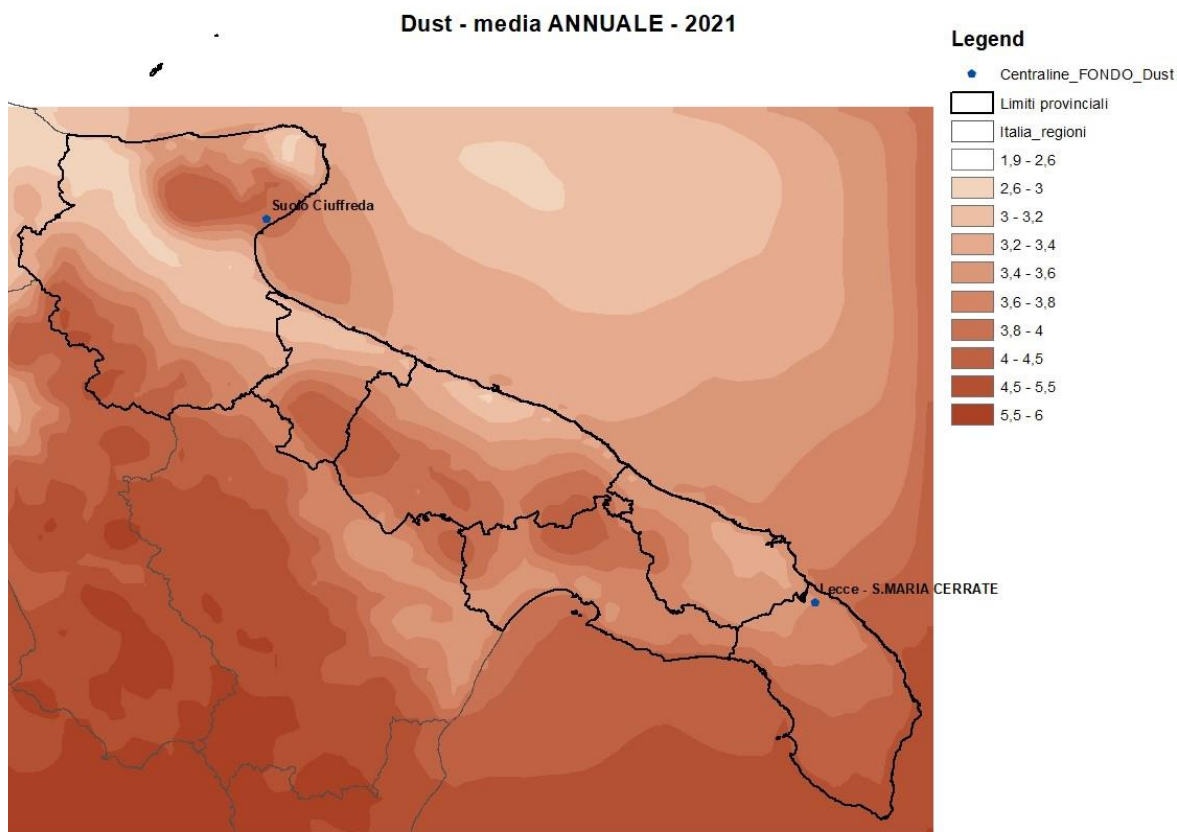 Dust - media ANNUALE - 2021
Legend
Centraline_FONDO_Dust
Limiti provinciali
Italia_regioni
1,9 - 2,6
2,6 - 3
3 - 3,2
3,2 - 3,4
3,4 - 3,6
3,6 - 3,8
3,8 - 4
4 - 4,5
4,5 - 5,5
5,5 - 6
Suolo Ciuffreda
Lecce - S.MARIA CERRATE